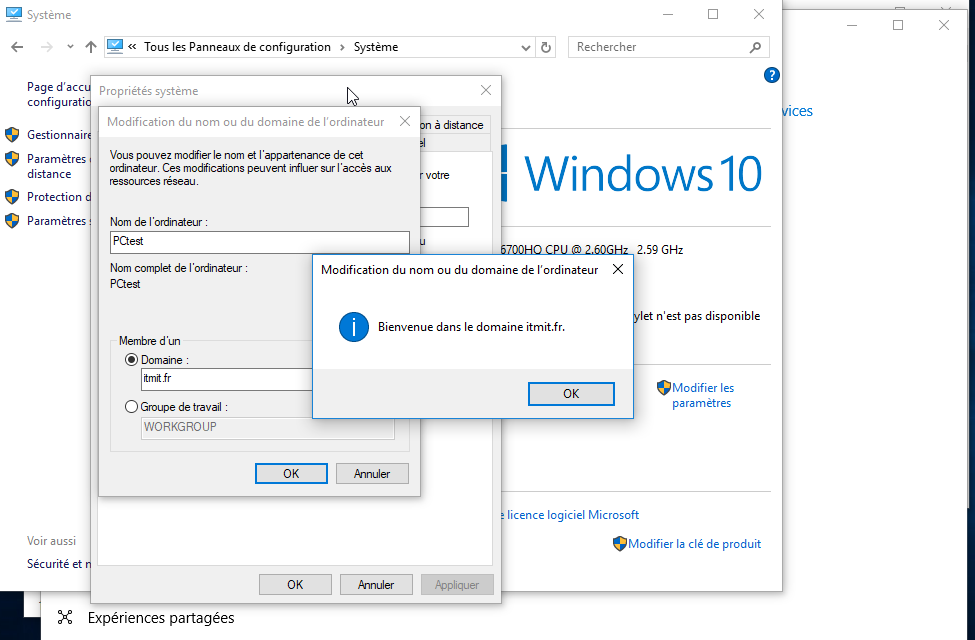 Système
« Tous les Panneaux de configuration › Système
Rechercher
Page d'accu
configuratio
Gestionnaire
Paramètres
distance
Protection d
Paramètres s
Voir aussi
Sécurité et n
Propriétés système
on à distance
el
r votre
u
Modification du nom ou du domaine de l'ordinateur
Vous pouvez modifier le nom et l'appartenance de cet
ordinateur. Ces modifications peuvent influer sur l'accès aux
ressources réseau.
Nom de l'ordinateur :
PCtest
Nom complet de l'ordinateur :
PCtest
Membre d'un
Domaine :
itmit.fr
Groupe de travail :
WORKGROUP
OK
Annuler
OK
Annuler
Appliquer
Modification du nom ou du domaine de l'ordinateur
Bienvenue dans le domaine itmit.fr.
OK
vices
Windows 10
6700HQ CPU @ 2.60GHz 2.59 GHz
ylet n'est pas disponible
Modifier les
paramètres
e licence logiciel Microsoft
Modifier la clé de produit
Expériences partagées